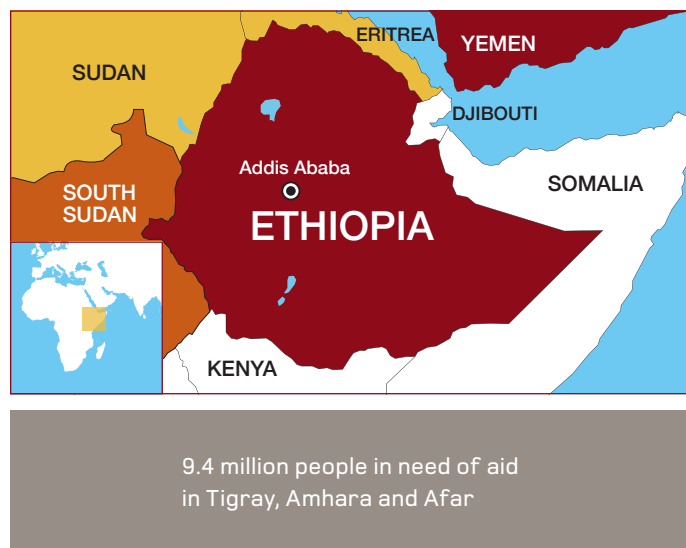 SUDAN
ERITREA
YEMEN
DJIBOUTI
Addis Ababa
SOUTH
SUDAN
SOMALIA
ETHIOPIA
KENYA
9.4 million people in need of aid
in Tigray, Amhara and Afar